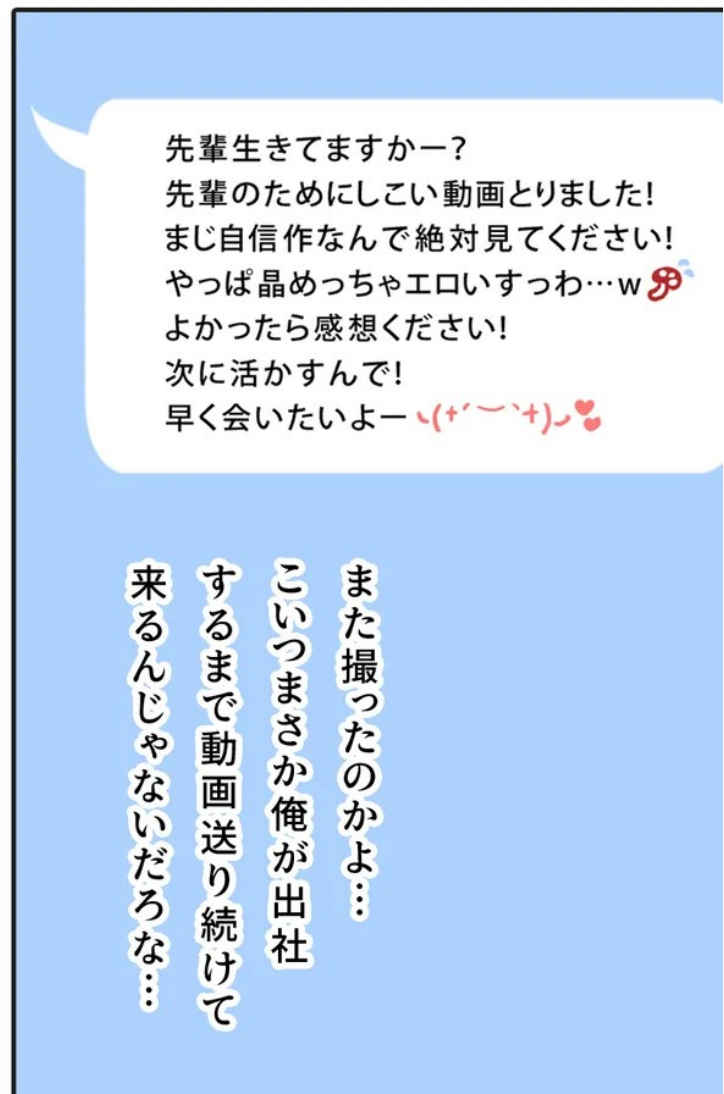 先輩生きてますかー?
先輩のためにしこい動画とりました!
まじ自信作なんで絶対見てください!
やっぱ晶めっちゃエロいすっわ…w
よかったら感想ください!
次に活かすんで!
早く会いたいよー ヽ(+´ー`+)ノ
また撮ったのかよ…
こいつまさか俺が出社
するまで動画送り続けて
来るんじゃないだろな…